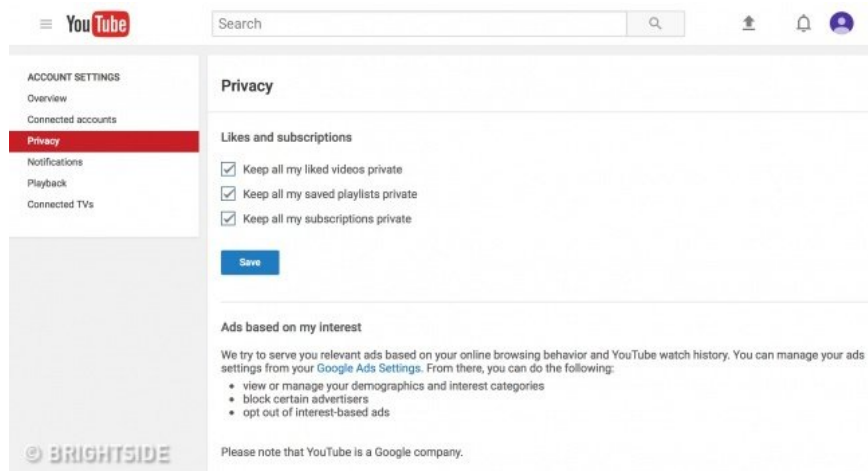 YouTube
Search
ACCOUNT SETTINGS
Overview
Connected accounts
Privacy
Notifications
Playback
Connected TVs
Privacy
Likes and subscriptions
Keep all my liked videos private
Keep all my saved playlists private
Keep all my subscriptions private
Save
Ads based on my interest
We try to serve you relevant ads based on your online browsing behavior and YouTube watch history. You can manage your ads
settings from your Google Ads Settings. From there, you can do the following:
• view or manage your demographics and interest categories
• block certain advertisers
• opt out of interest-based ads
Please note that YouTube is a Google company.
© BRIGHTSIDE